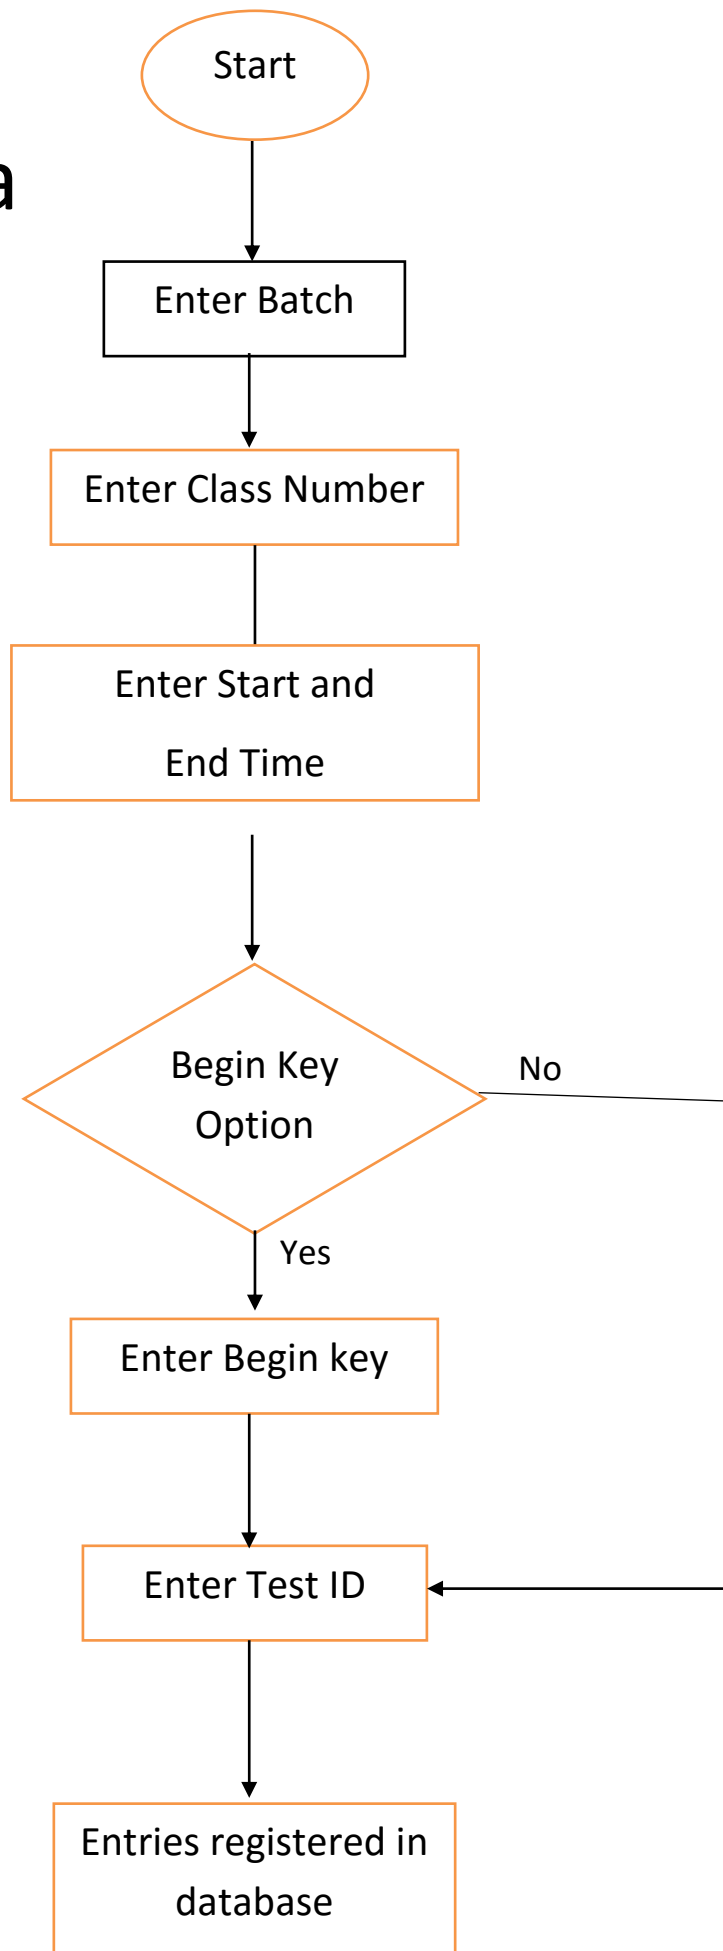 Start
a
Enter Batch
Enter Class Number
Enter Start and
End Time
Begin Key
Option
No
Yes
Enter Begin key
Enter Test ID
Entries registered in
database